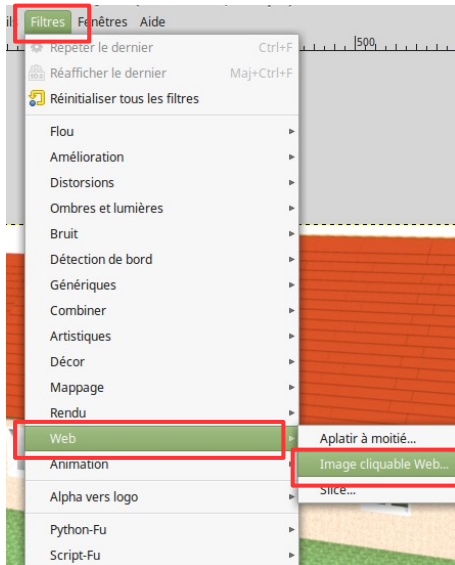 Filtres Fenêtres Aide
Répéter le dernier Ctrl+F
500
Réafficher le dernier Maj+Ctrl+F
Réinitialiser tous les filtres
Flou
Amélioration
Distorsions
Ombres et lumières
Bruit
Détection de bord
Génériques
Combiner
Artistiques
Décor
Mappage
Rendu
Web
Aplatir à moitié...
Animation
Image cliquable Web...
Slice...
Alpha vers logo
Python-Fu
Script-Fu